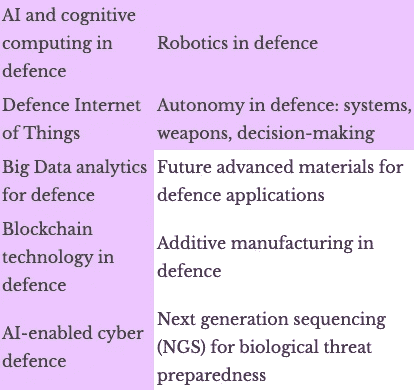 AI and cognitive
computing in
defence
Robotics in defence
Defence Internet
of Things
Autonomy in defence: systems,
weapons, decision-making
Big Data analytics
for defence
Future advanced materials for
defence applications
Blockchain
technology in
defence
Additive manufacturing in
defence
AI-enabled cyber
defence
Next generation sequencing
(NGS) for biological threat
preparedness